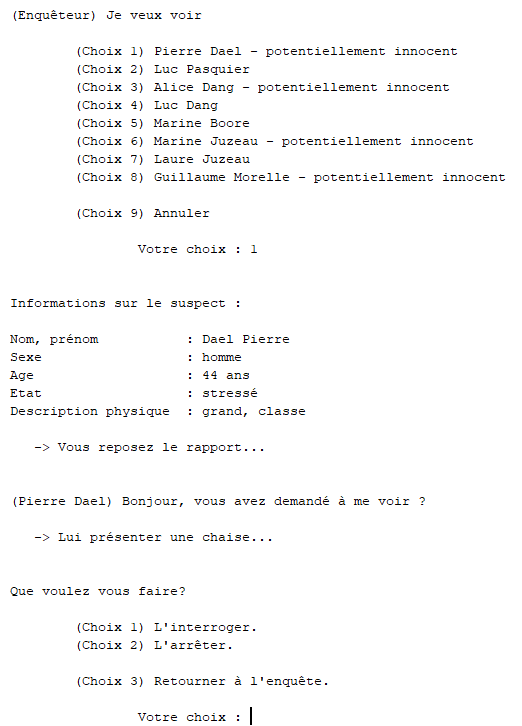 (Enquêteur) Je veux voir
(Choix 1) Pierre Dael - potentiellement innocent
(Choix 2) Luc Pasquier
(Choix 3) Alice Dang - potentiellement innocent
(Choix 4) Luc Dang
(Choix 5) Marine Boore
(Choix 6) Marine Juzeau - potentiellement innocent
(Choix 7) Laure Juzeau
(Choix 8) Guillaume Morelle - potentiellement innocent
(Choix 9) Annuler
Votre choix : 1
Informations sur le suspect :
Nom, prénom : Dael Pierre
Sexe : homme
Age : 44 ans
Etat : stressé
Description physique : grand, classe
-> Vous reposez le rapport...
(Pierre Dael) Bonjour, vous avez demandé à me voir ?
-> Lui présenter une chaise...
Que voulez vous faire?
(Choix 1) L'interroger.
(Choix 2) L'arrêter.
(Choix 3) Retourner à l'enquête.
Votre choix :